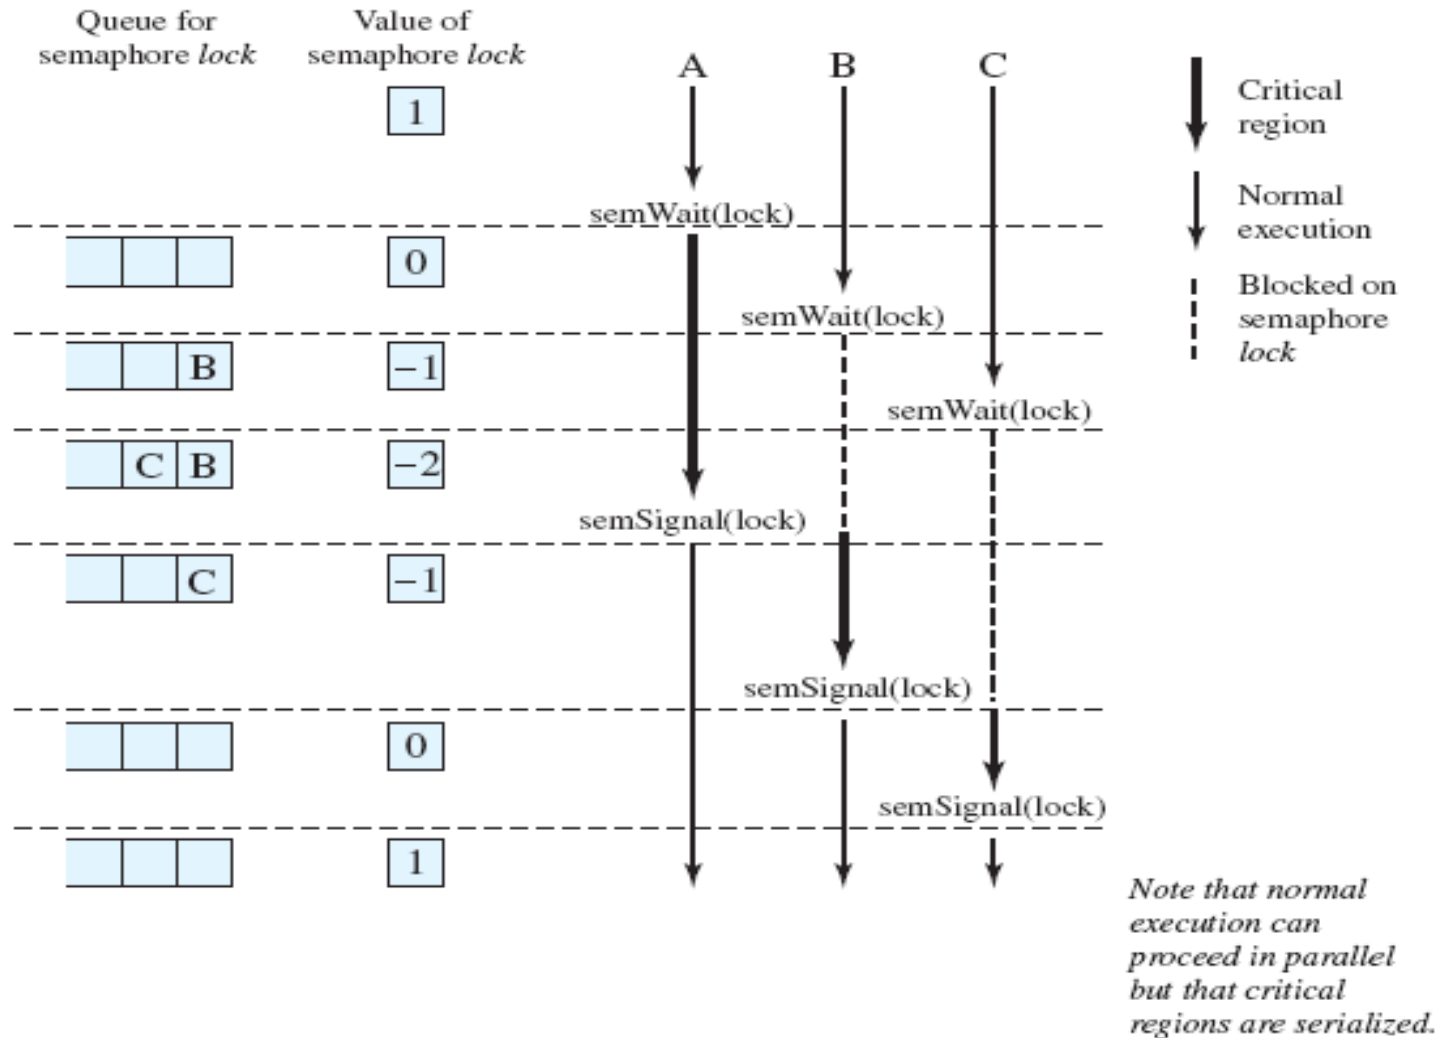 Queue for
semaphore lock
Value of
semaphore lock
A
B
C
1
Critical
region
Normal
execution
semWait(lock)
0
Blocked on
semaphore
lock
semWait(lock)
B
−1
semWait(lock)
C B
−2
semSignal(lock)
C
−1
semSignal(lock)
0
semSignal(lock)
1
Note that normal
execution can
proceed in parallel
but that critical
regions are serialized.